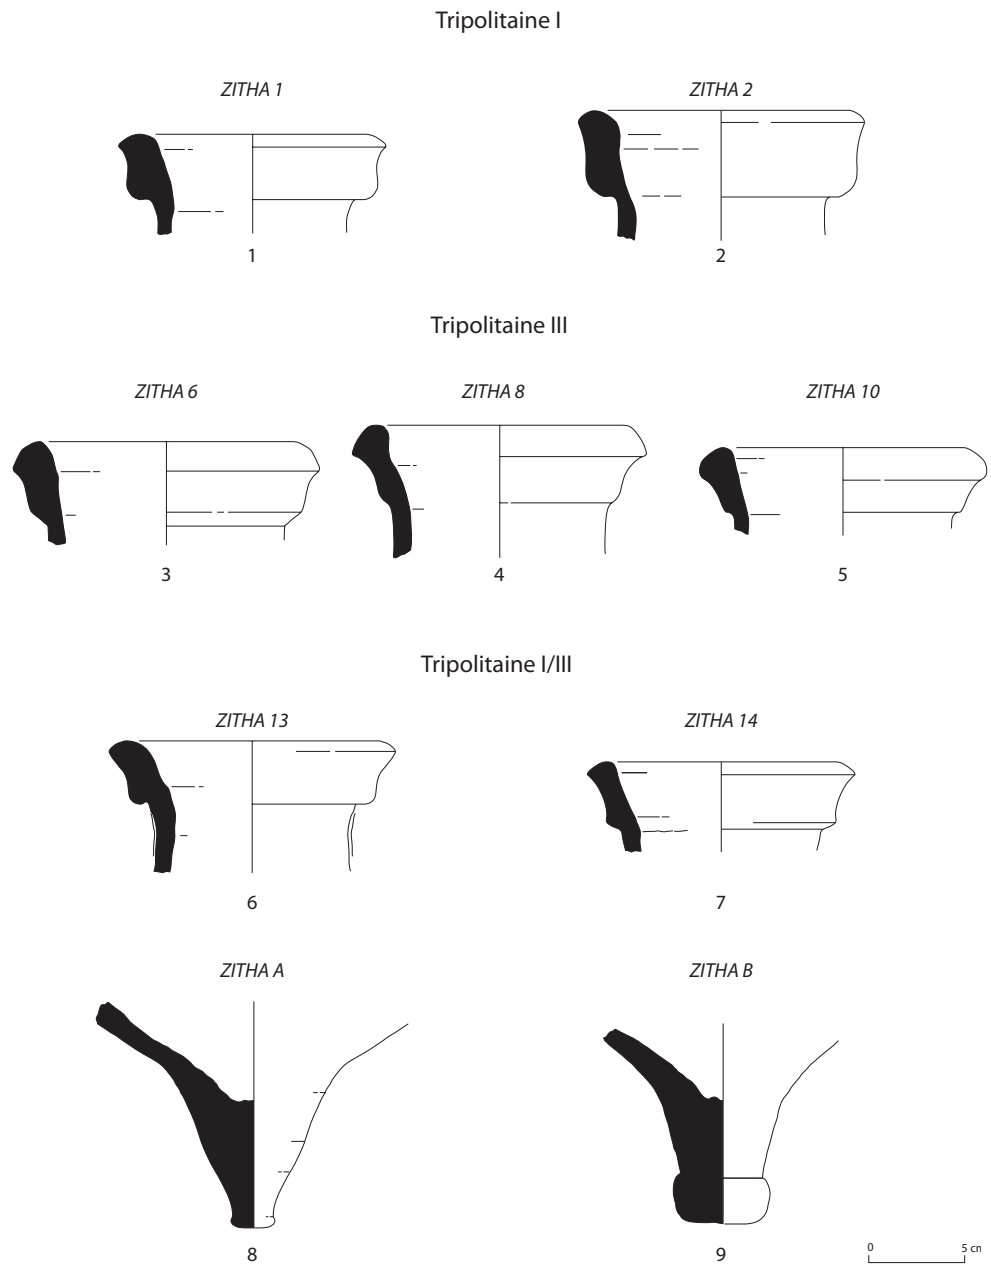 Tripolitaine I
ZITHA 1 ZITHA 2
1 2
Tripolitaine III
ZITHA 6 ZITHA 8 ZITHA 10
3 4 5
Tripolitaine I/III
ZITHA 13 ZITHA 14
6 7
ZITHA A ZITHA B
8 9
0 5 cm